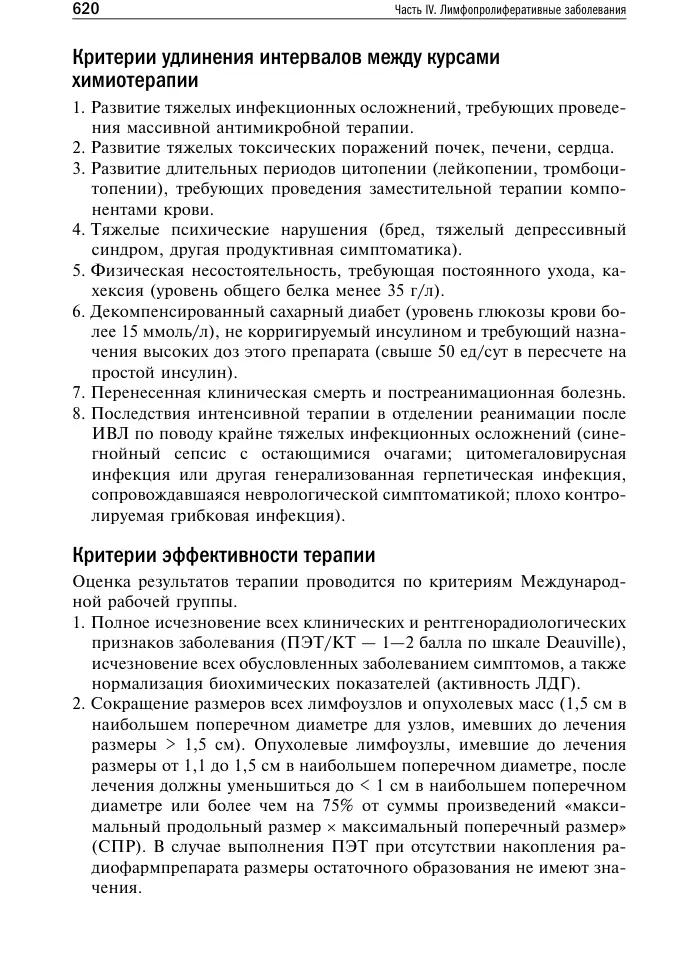 620
Часть IV. Лимфопролиферативные заболевания
Критерии удлинения интервалов между курсами
химиотерапии
1. Развитие тяжелых инфекционных осложнений, требующих проведе-
ния массивной антимикробной терапии.
2. Развитие тяжелых токсических поражений почек, печени, сердца.
3. Развитие длительных периодов цитопении (лейкопении, тромбоци-
топении), требующих проведения заместительной терапии компо-
нентами крови.
4. Тяжелые психические нарушения (бред, тяжелый депрессивный
синдром, другая продуктивная симптоматика).
5. Физическая несостоятельность, требующая постоянного ухода, ка-
хексия (уровень общего белка менее 35 г/л).
6. Декомпенсированный сахарный диабет (уровень глюкозы крови бо-
лее 15 ммоль/л), не корригируемый инсулином и требующий назна-
чения высоких доз этого препарата (свыше 50 ед/сут в пересчете на
простой инсулин).
7. Перенесенная клиническая смерть и постреанимационная болезнь.
8. Последствия интенсивной терапии в отделении реанимации после
ИВЛ по поводу крайне тяжелых инфекционных осложнений (сине-
гнойный сепсис с остающимися очагами; цитомегаловирусная
инфекция или другая генерализованная герпетическая инфекция,
сопровождавшаяся неврологической симптоматикой; плохо контро-
лируемая грибковая инфекция).
Критерии эффективности терапии
Оценка результатов терапии проводится по критериям Международ-
ной рабочей группы.
1. Полное исчезновение всех клинических и рентгенорадиологических
признаков заболевания (ПЭТ/КТ — 1—2 балла по шкале Deauville),
исчезновение всех обусловленных заболеванием симптомов, а также
нормализация биохимических показателей (активность ЛДГ).
2. Сокращение размеров всех лимфоузлов и опухолевых масс (1,5 см в
наибольшем поперечном диаметре для узлов, имевших до лечения
размеры > 1,5 см). Опухолевые лимфоузлы, имевшие до лечения
размеры от 1,1 до 1,5 см в наибольшем поперечном диаметре, после
лечения должны уменьшиться до < 1 см в наибольшем поперечном
диаметре или более чем на 75% от суммы произведений «макси-
мальный продольный размер × максимальный поперечный размер»
(СПР). В случае выполнения ПЭТ при отсутствии накопления ра-
диофармпрепарата размеры остаточного образования не имеют зна-
чения.